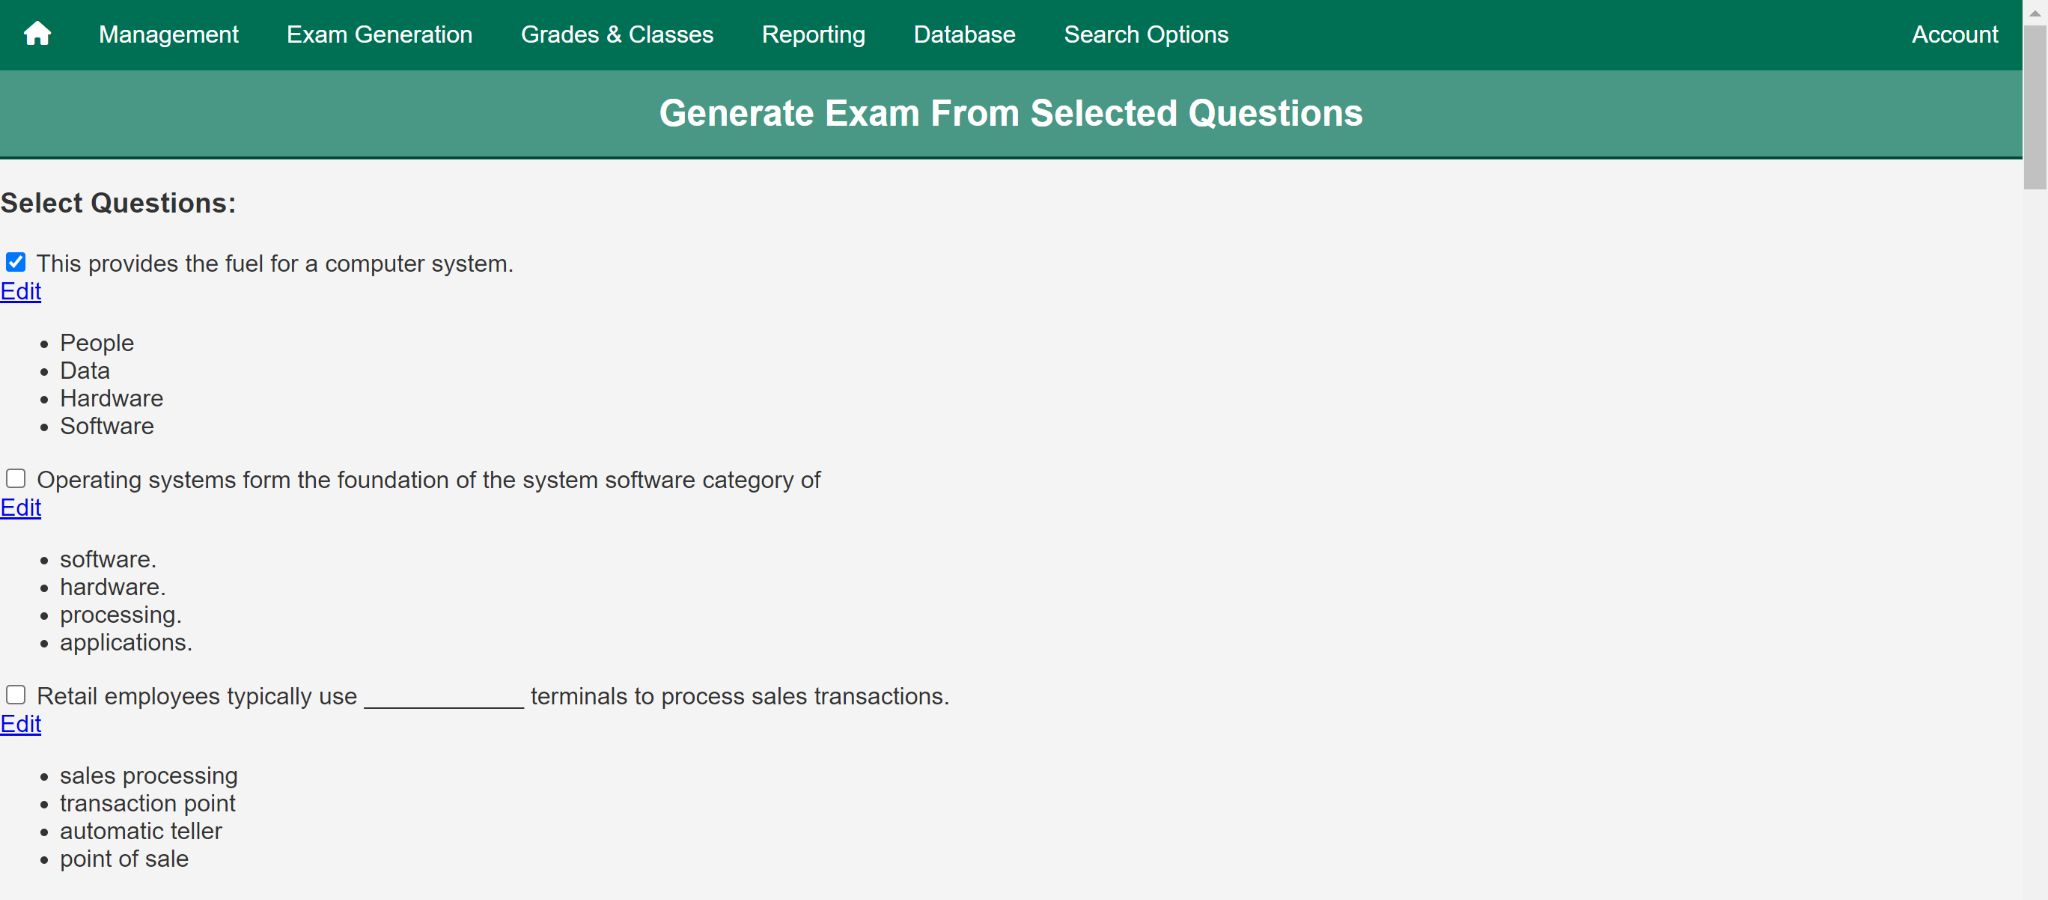 Management Exam Generation Grades & Classes Reporting Database Search Options Account
Generate Exam From Selected Questions
Select Questions:
This provides the fuel for a computer system.
Edit
People
Data
Hardware
Software
Operating systems form the foundation of the system software category of
Edit
software.
hardware.
processing.
applications.
Retail employees typically use ____________ terminals to process sales transactions.
Edit
sales processing
transaction point
automatic teller
point of sale